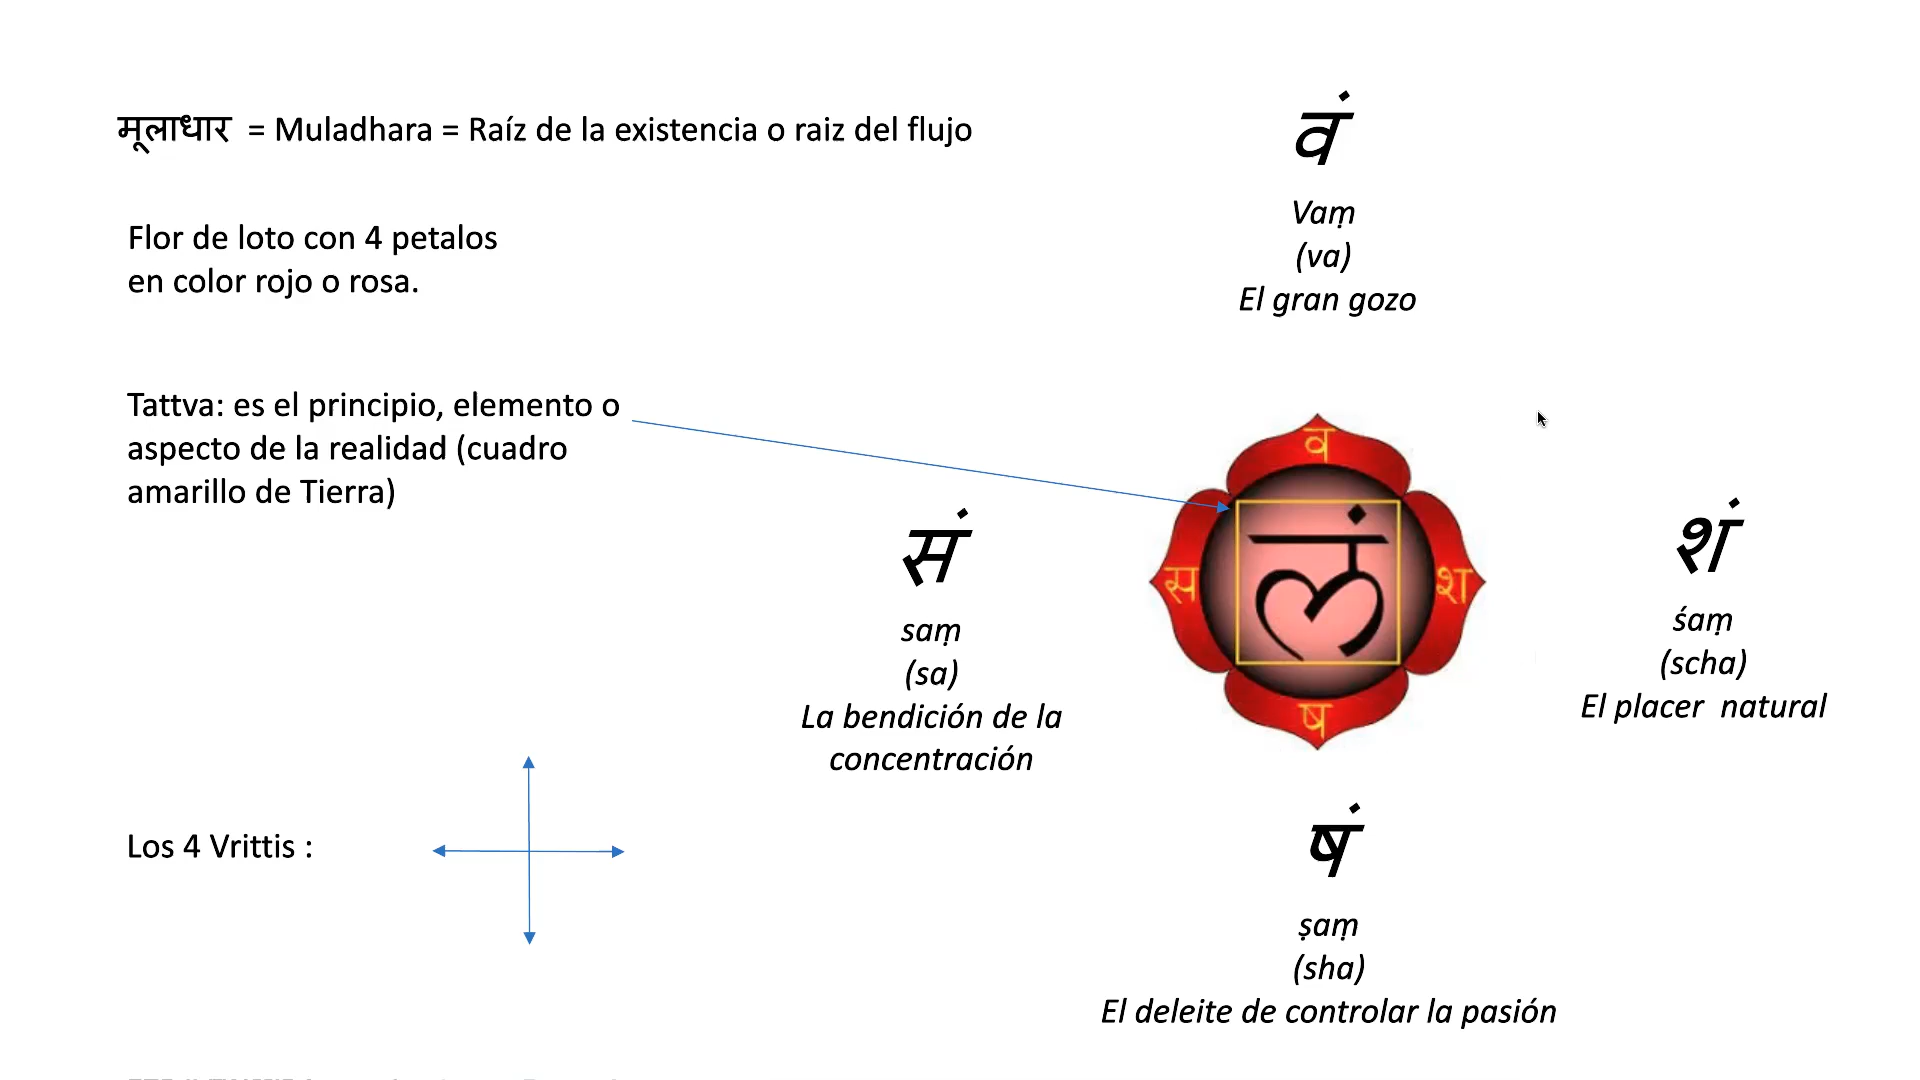 मूलाधार = Muladhara = Raíz de la existencia o raiz del flujo
Flor de loto con 4 petalos
en color rojo o rosa.
Tattva: es el principio, elemento o
aspecto de la realidad (cuadro
amarillo de Tierra)
Los 4 Vrittis :
वं
Vaṃ
(va)
El gran gozo
सं
saṃ
(sa)
La bendición de la
concentración
व
स
लं
श
ष
शं
śaṃ
(scha)
El placer natural
षं
ṣaṃ
(sha)
El deleite de controlar la pasión